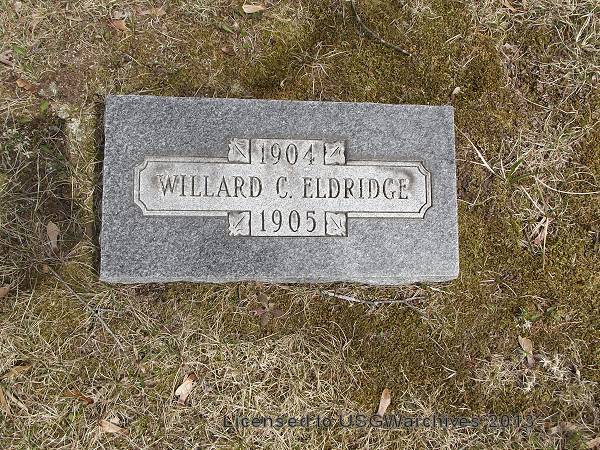 1904
WILLARD C. ELDRIDGE
1905
Licensed to USGWarchives 2013